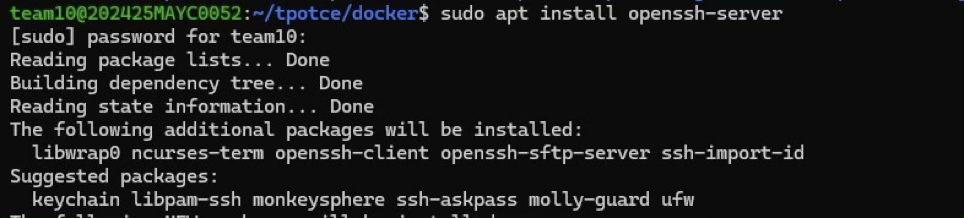 team10@202425MAYC0052:~/tpotce/docker$ sudo apt install openssh-server
[sudo] password for team10:
Reading package lists... Done
Building dependency tree... Done
Reading state information... Done
The following additional packages will be installed:
  libwrap0 ncurses-term openssh-client openssh-sftp-server ssh-import-id
Suggested packages:
  keychain libpam-ssh monkeysphere ssh-askpass molly-guard ufw